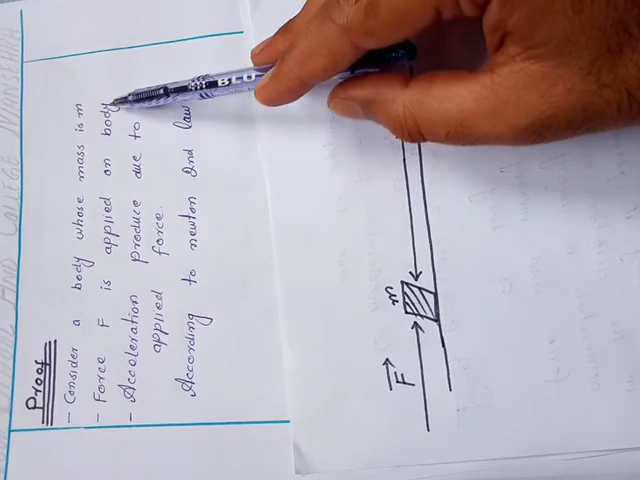 Proof
- Consider a body whose mass is m
- Force F is applied on body
- Acceleration produce due to
applied force.
According to newton 2nd law
F
m
BLU